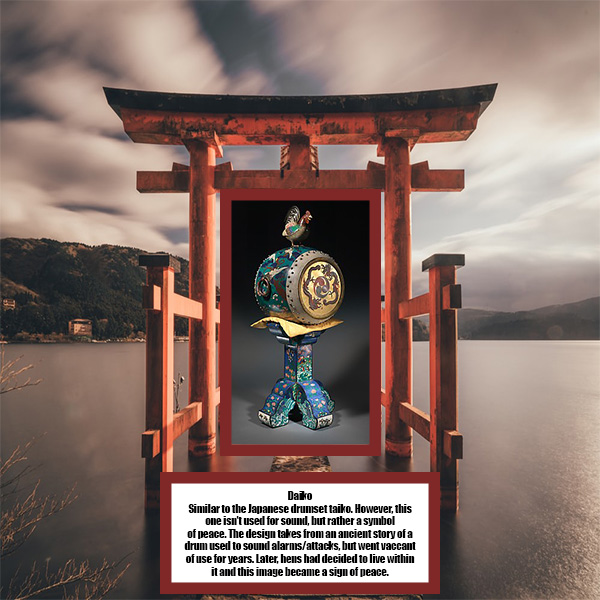 Daiko
Similar to the Japanese drumset taiko. However, this
one isn't used for sound, but rather a symbol
of peace. The design takes from an ancient story of a
drum used to sound alarms/attacks, but went vaccant
of use for years. Later, hens had decided to live within
it and this image became a sign of peace.